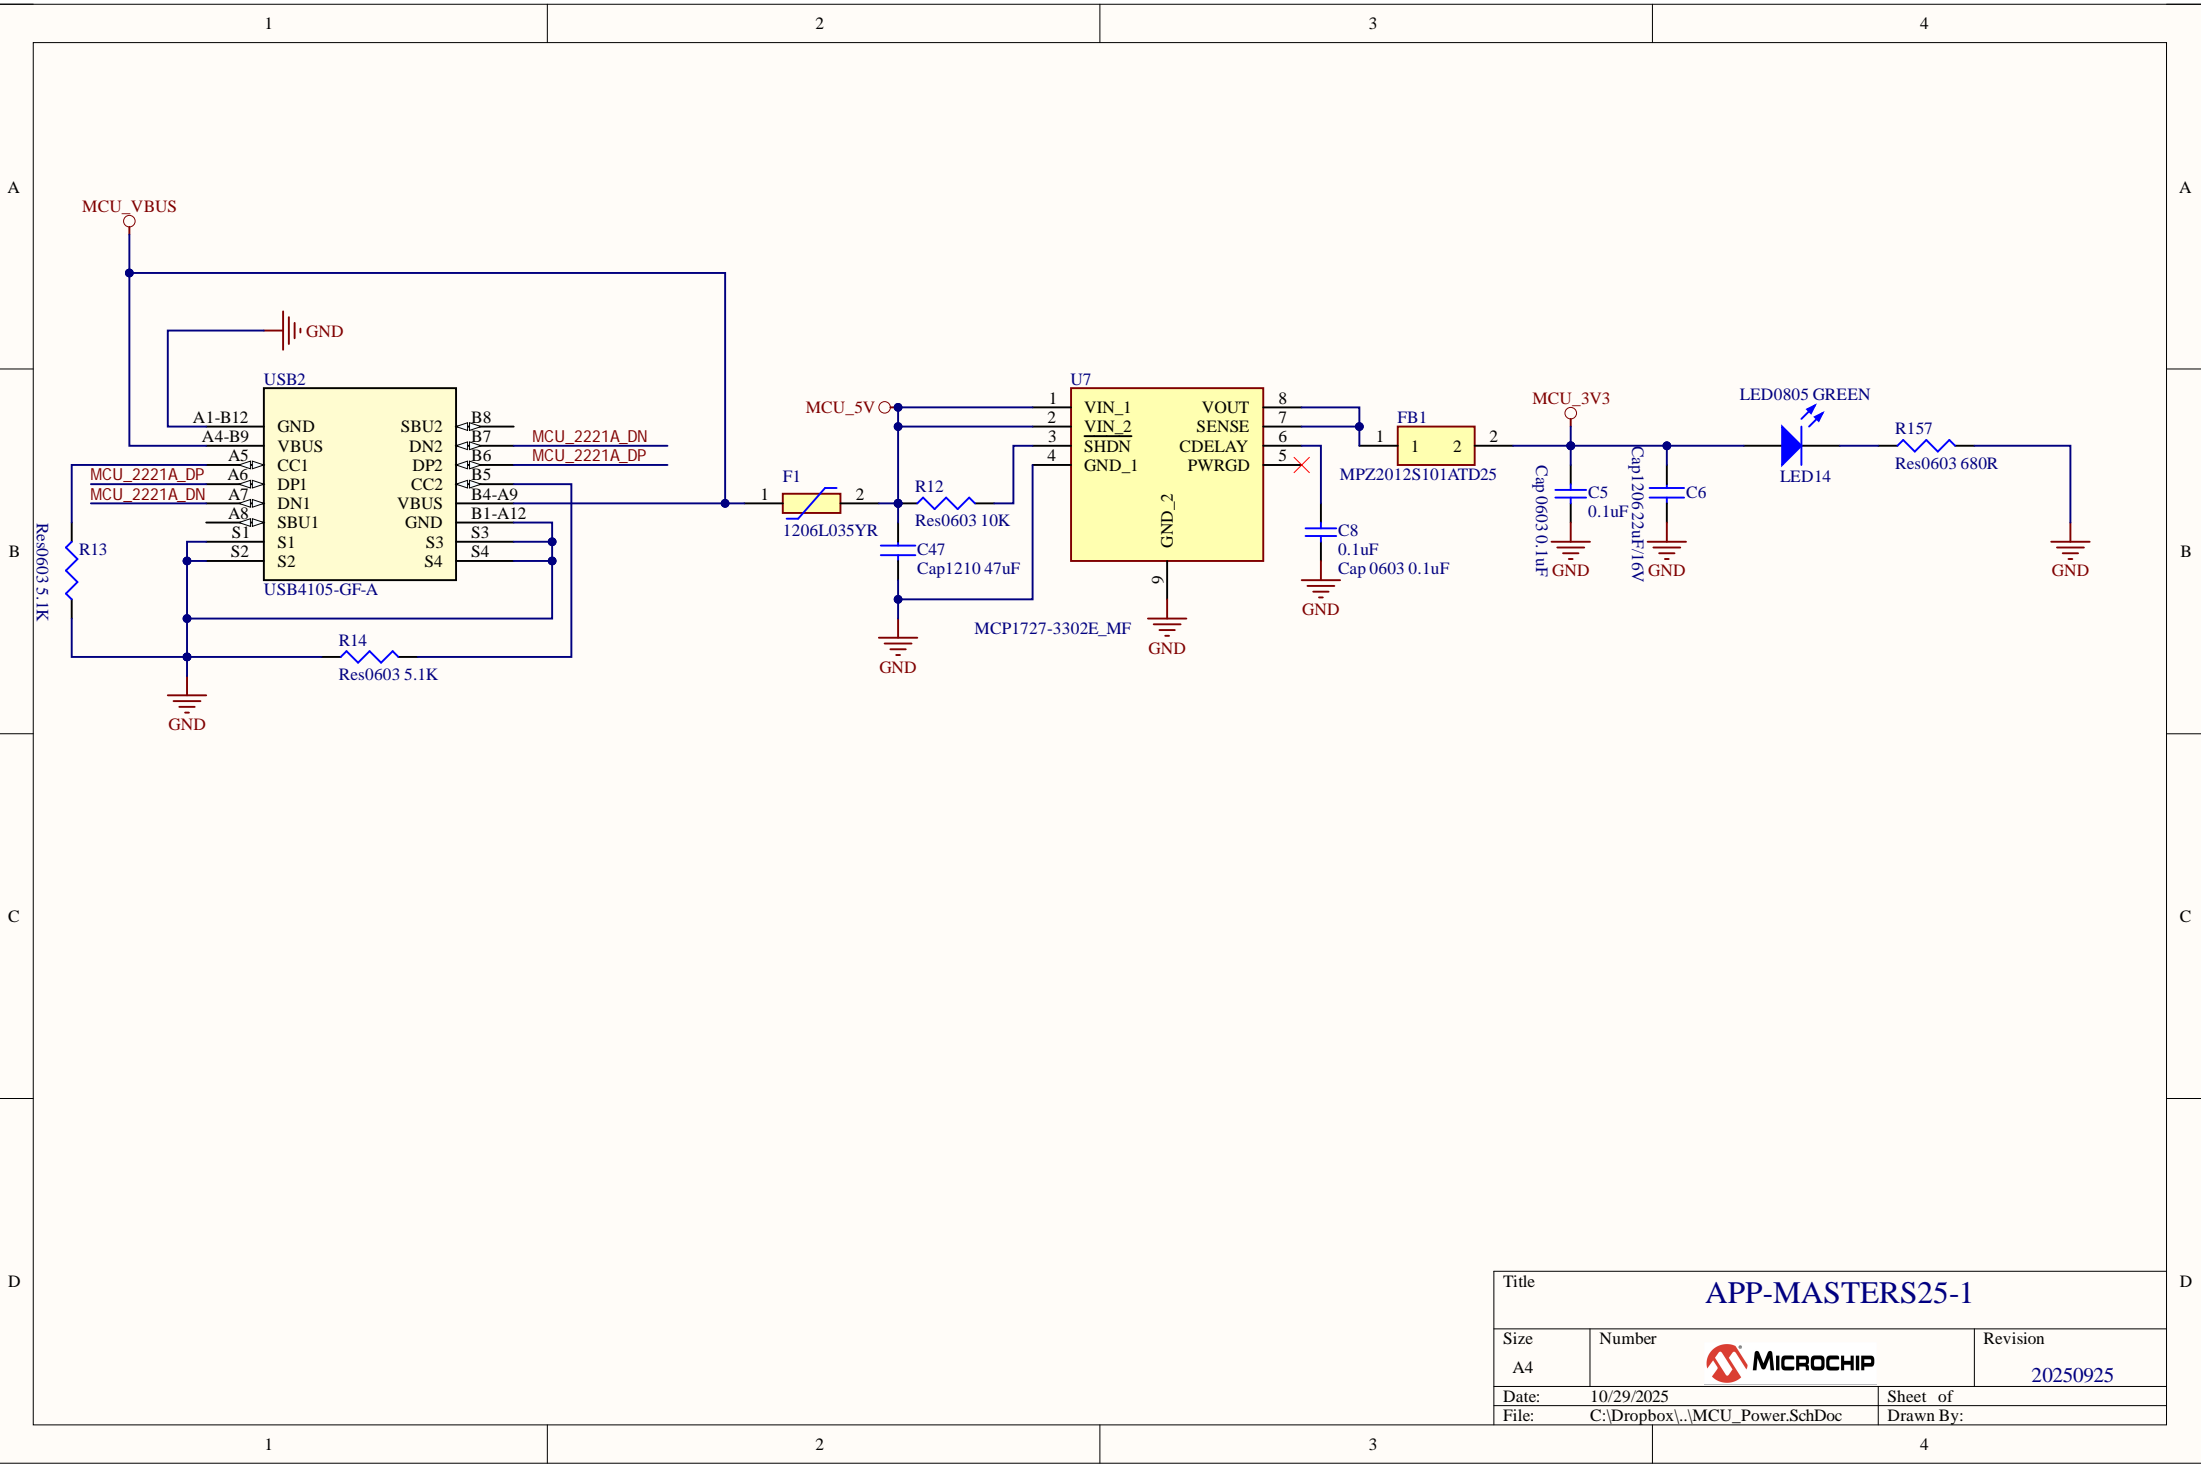 1
2
3
4
A
A
MCU_VBUS
GND
USB2
A1-B12
A4-B9
A5
A6
A7
A8
S1
S2
GND
VBUS
CC1
DP1
DN1
SBU1
S1
S2
SBU2
DN2
DP2
CC2
VBUS
GND
S3
S4
B8
B7
B6
B5
B4-A9
B1-A12
S3
S4
MCU_2221A_DP
MCU_2221A_DN
MCU_2221A_DN
MCU_2221A_DP
USB4105-GF-A
R13
Res0603 5.1K
R14
Res0603 5.1K
GND
F1
1
2
1206L035YR
MCU_5V
R12
Res0603 10K
C47
Cap1210 47uF
GND
U7
1
2
3
4
VIN_1
VIN_2
SHDN
GND_1
VOUT
SENSE
CDELAY
PWRGD
8
7
6
5
GND_2
9
MCP1727-3302E_MF
GND
C8
0.1uF
Cap 0603 0.1uF
GND
FB1
1
1
2
2
MPZ2012S101ATD25
MCU_3V3
C5
0.1uF
Cap 0603 0.1uF
GND
C6
Cap1206 22uF/16V
GND
LED0805 GREEN
LED14
R157
Res0603 680R
GND
B
B
C
C
D
D
Title
APP-MASTERS25-1
Size
A4
Number
MICROCHIP
Revision
20250925
Date:
10/29/2025
Sheet of
File:
C:\Dropbox\..\MCU_Power.SchDoc
Drawn By:
1
2
3
4